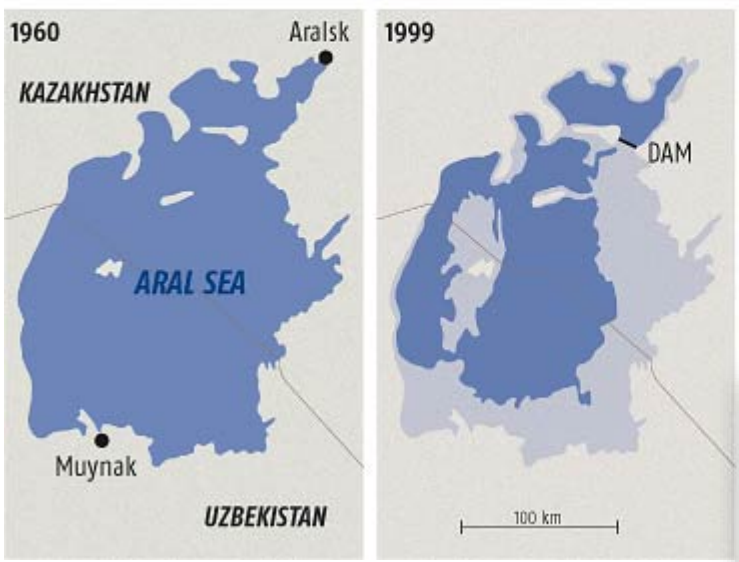 1960
Aralsk
KAZAKHSTAN
ARAL SEA
Muynak
UZBEKISTAN
1999
DAM
100 km